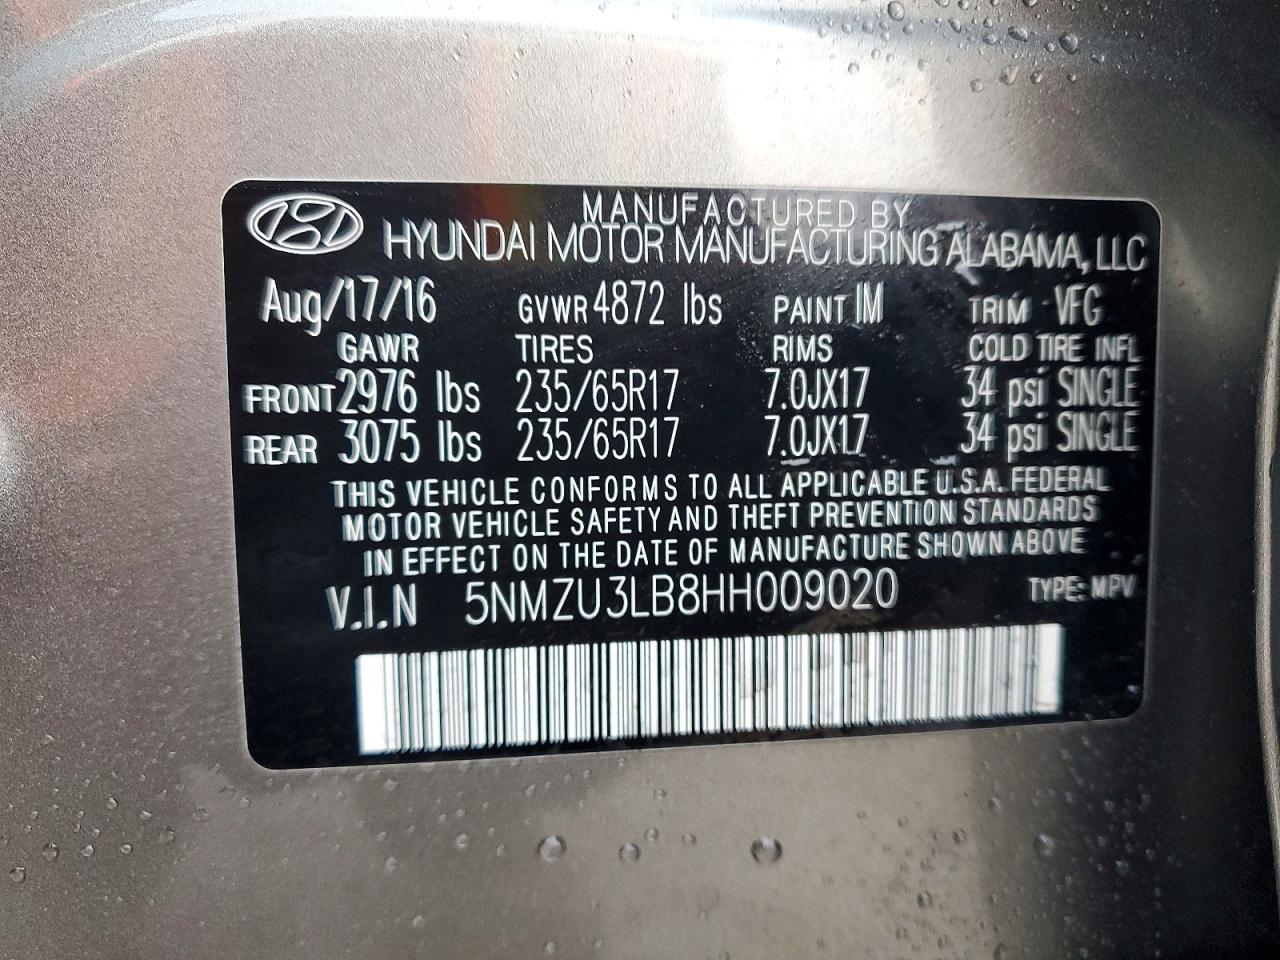 MANUFACTURED BY
HYUNDAI MOTOR MANUFACTURING ALABAMA, LLC
Aug/17/16 GVWR 4872 lbs PAINT IM TRIM VFG
GAWR TIRES RIMS COLD TIRE INFL
FRONT 2976 lbs 235/65R17 7.0JX17 34 psi SINGLE
REAR 3075 lbs 235/65R17 7.0JX17 34 psi SINGLE
THIS VEHICLE CONFORMS TO ALL APPLICABLE U.S.A. FEDERAL
MOTOR VEHICLE SAFETY AND THEFT PREVENTION STANDARDS
IN EFFECT ON THE DATE OF MANUFACTURE SHOWN ABOVE
V.I.N 5NMZU3LB8HH009020 TYPE: MPV